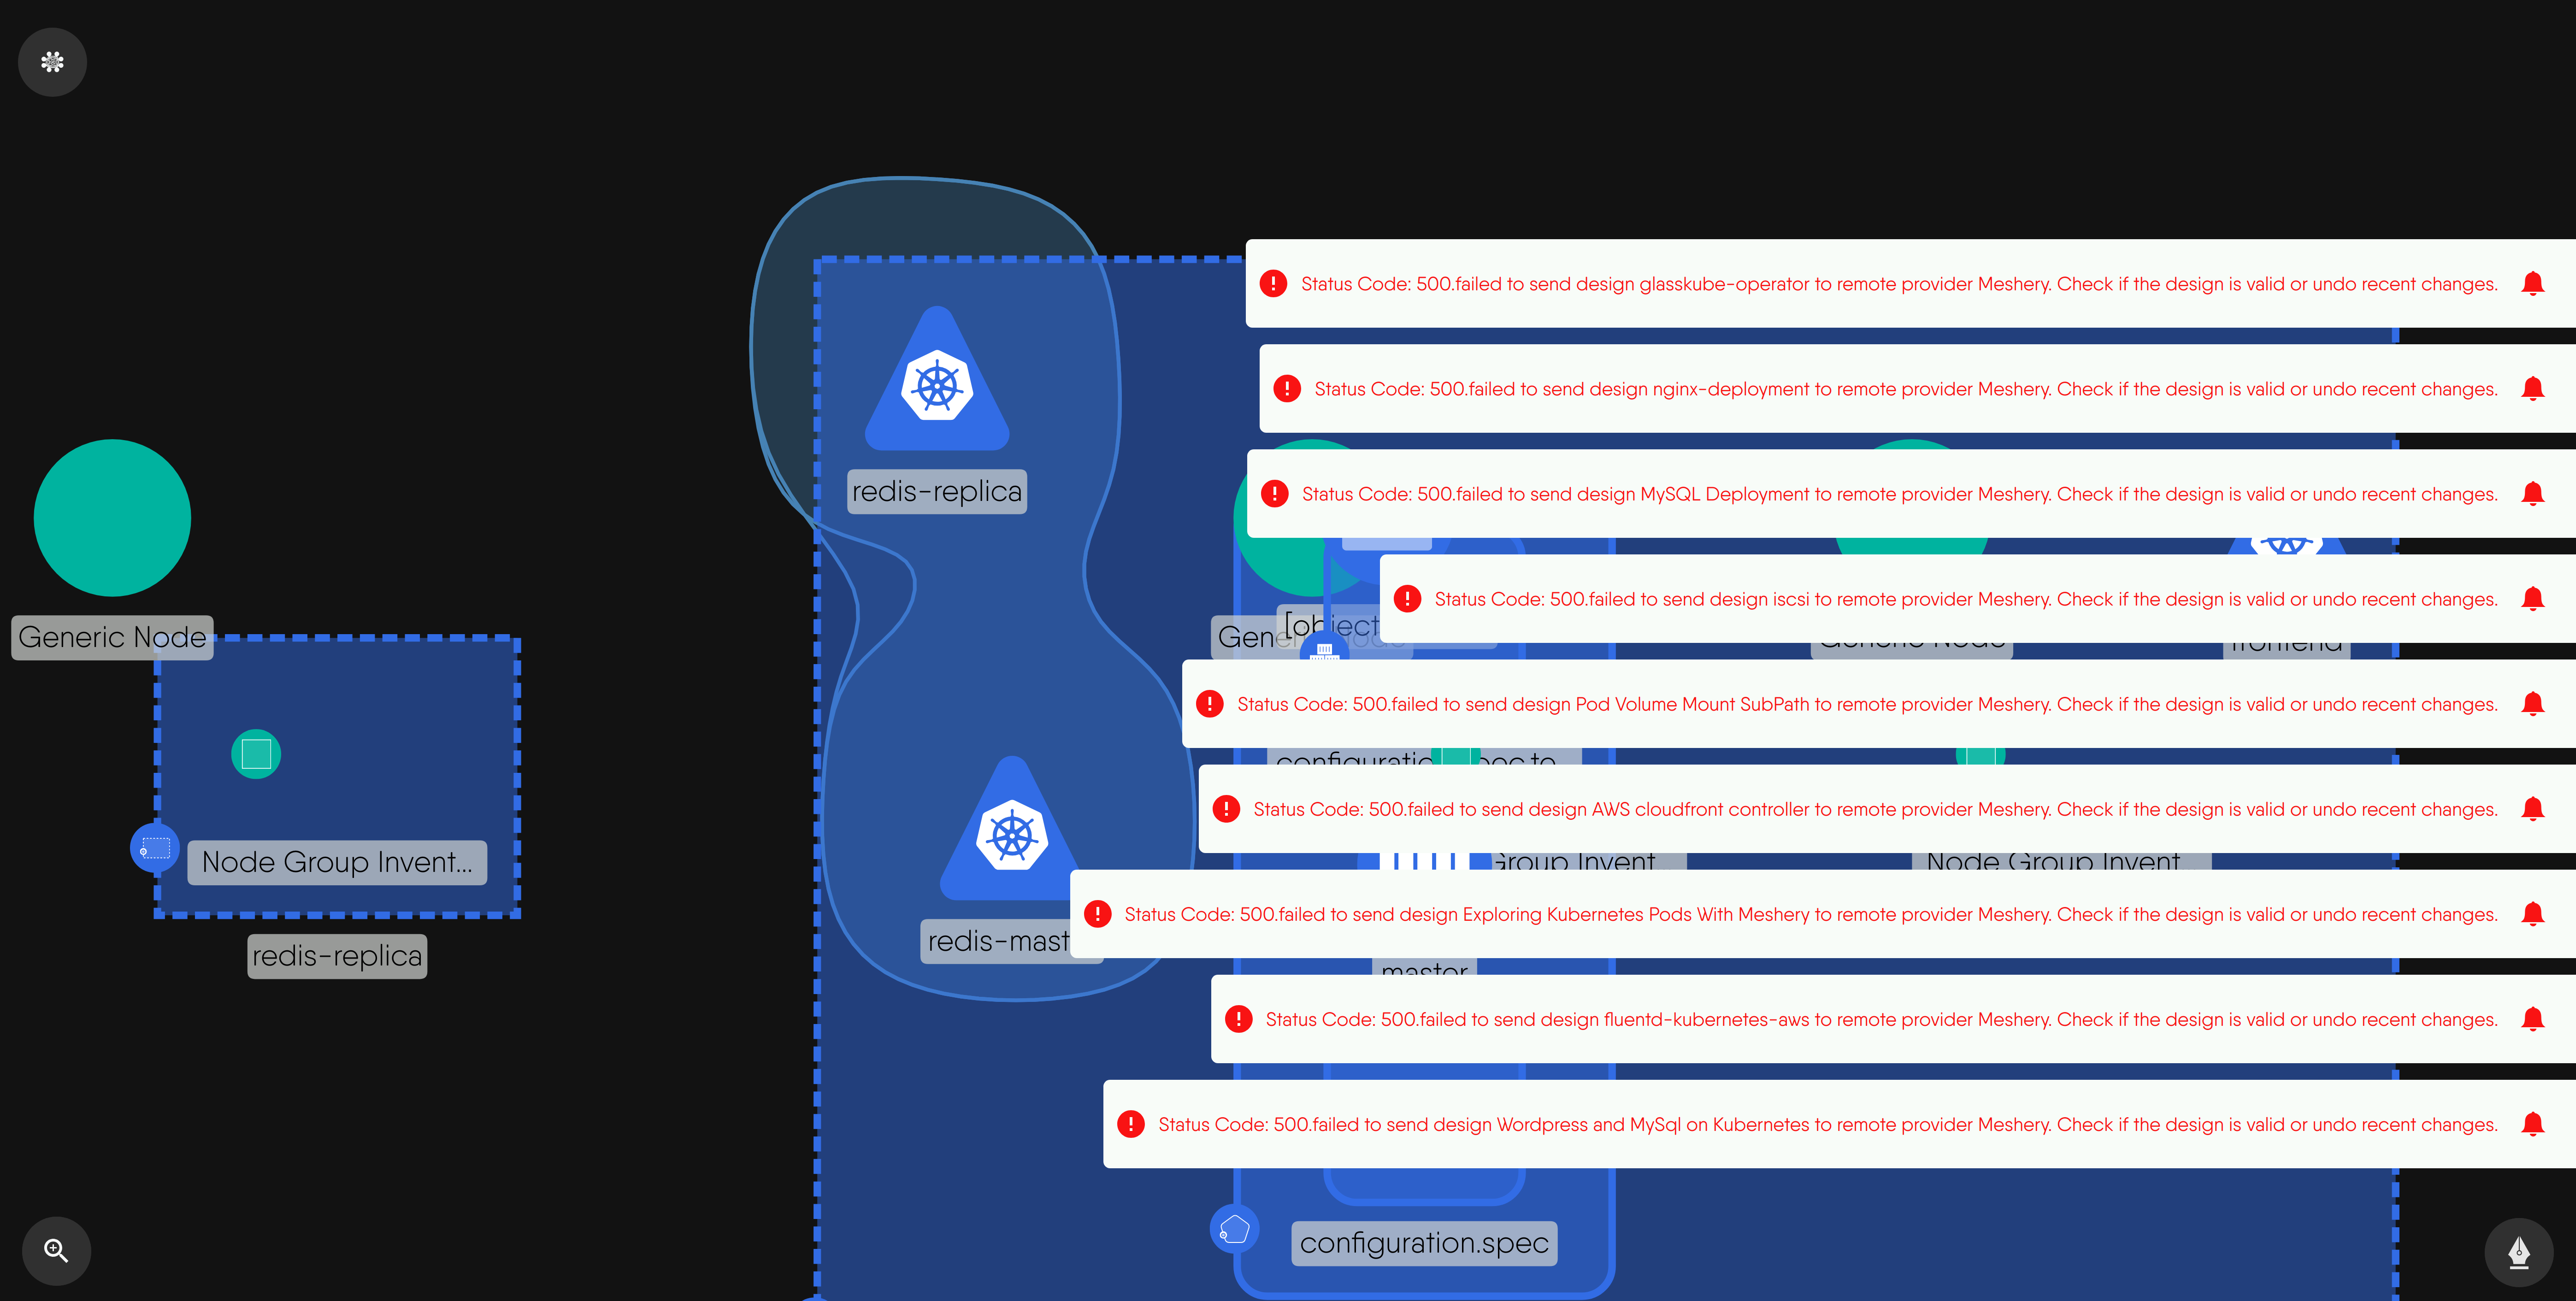 Status Code: 500.failed to send design glasskube-operator to remote provider Meshery. Check if the design is valid or undo recent changes.
Status Code: 500.failed to send design nginx-deployment to remote provider Meshery. Check if the design is valid or undo recent changes.
redis-replica
Status Code: 500.failed to send design MySQL Deployment to remote provider Meshery. Check if the design is valid or undo recent changes.
Status Code: 500.failed to send design iscsi to remote provider Meshery. Check if the design is valid or undo recent changes.
Generic Node
[object
Generic Node
frontend
Status Code: 500.failed to send design Pod Volume Mount SubPath to remote provider Meshery. Check if the design is valid or undo recent changes.
Status Code: 500.failed to send design AWS cloudfront controller to remote provider Meshery. Check if the design is valid or undo recent changes.
Node Group Invent...
Group Invent
Node Group Invent
Status Code: 500.failed to send design Exploring Kubernetes Pods With Meshery to remote provider Meshery. Check if the design is valid or undo recent changes.
redis-mast
redis-replica
master
Status Code: 500.failed to send design fluentd-kubernetes-aws to remote provider Meshery. Check if the design is valid or undo recent changes.
Status Code: 500.failed to send design Wordpress and MySql on Kubernetes to remote provider Meshery. Check if the design is valid or undo recent changes.
configuration.spec